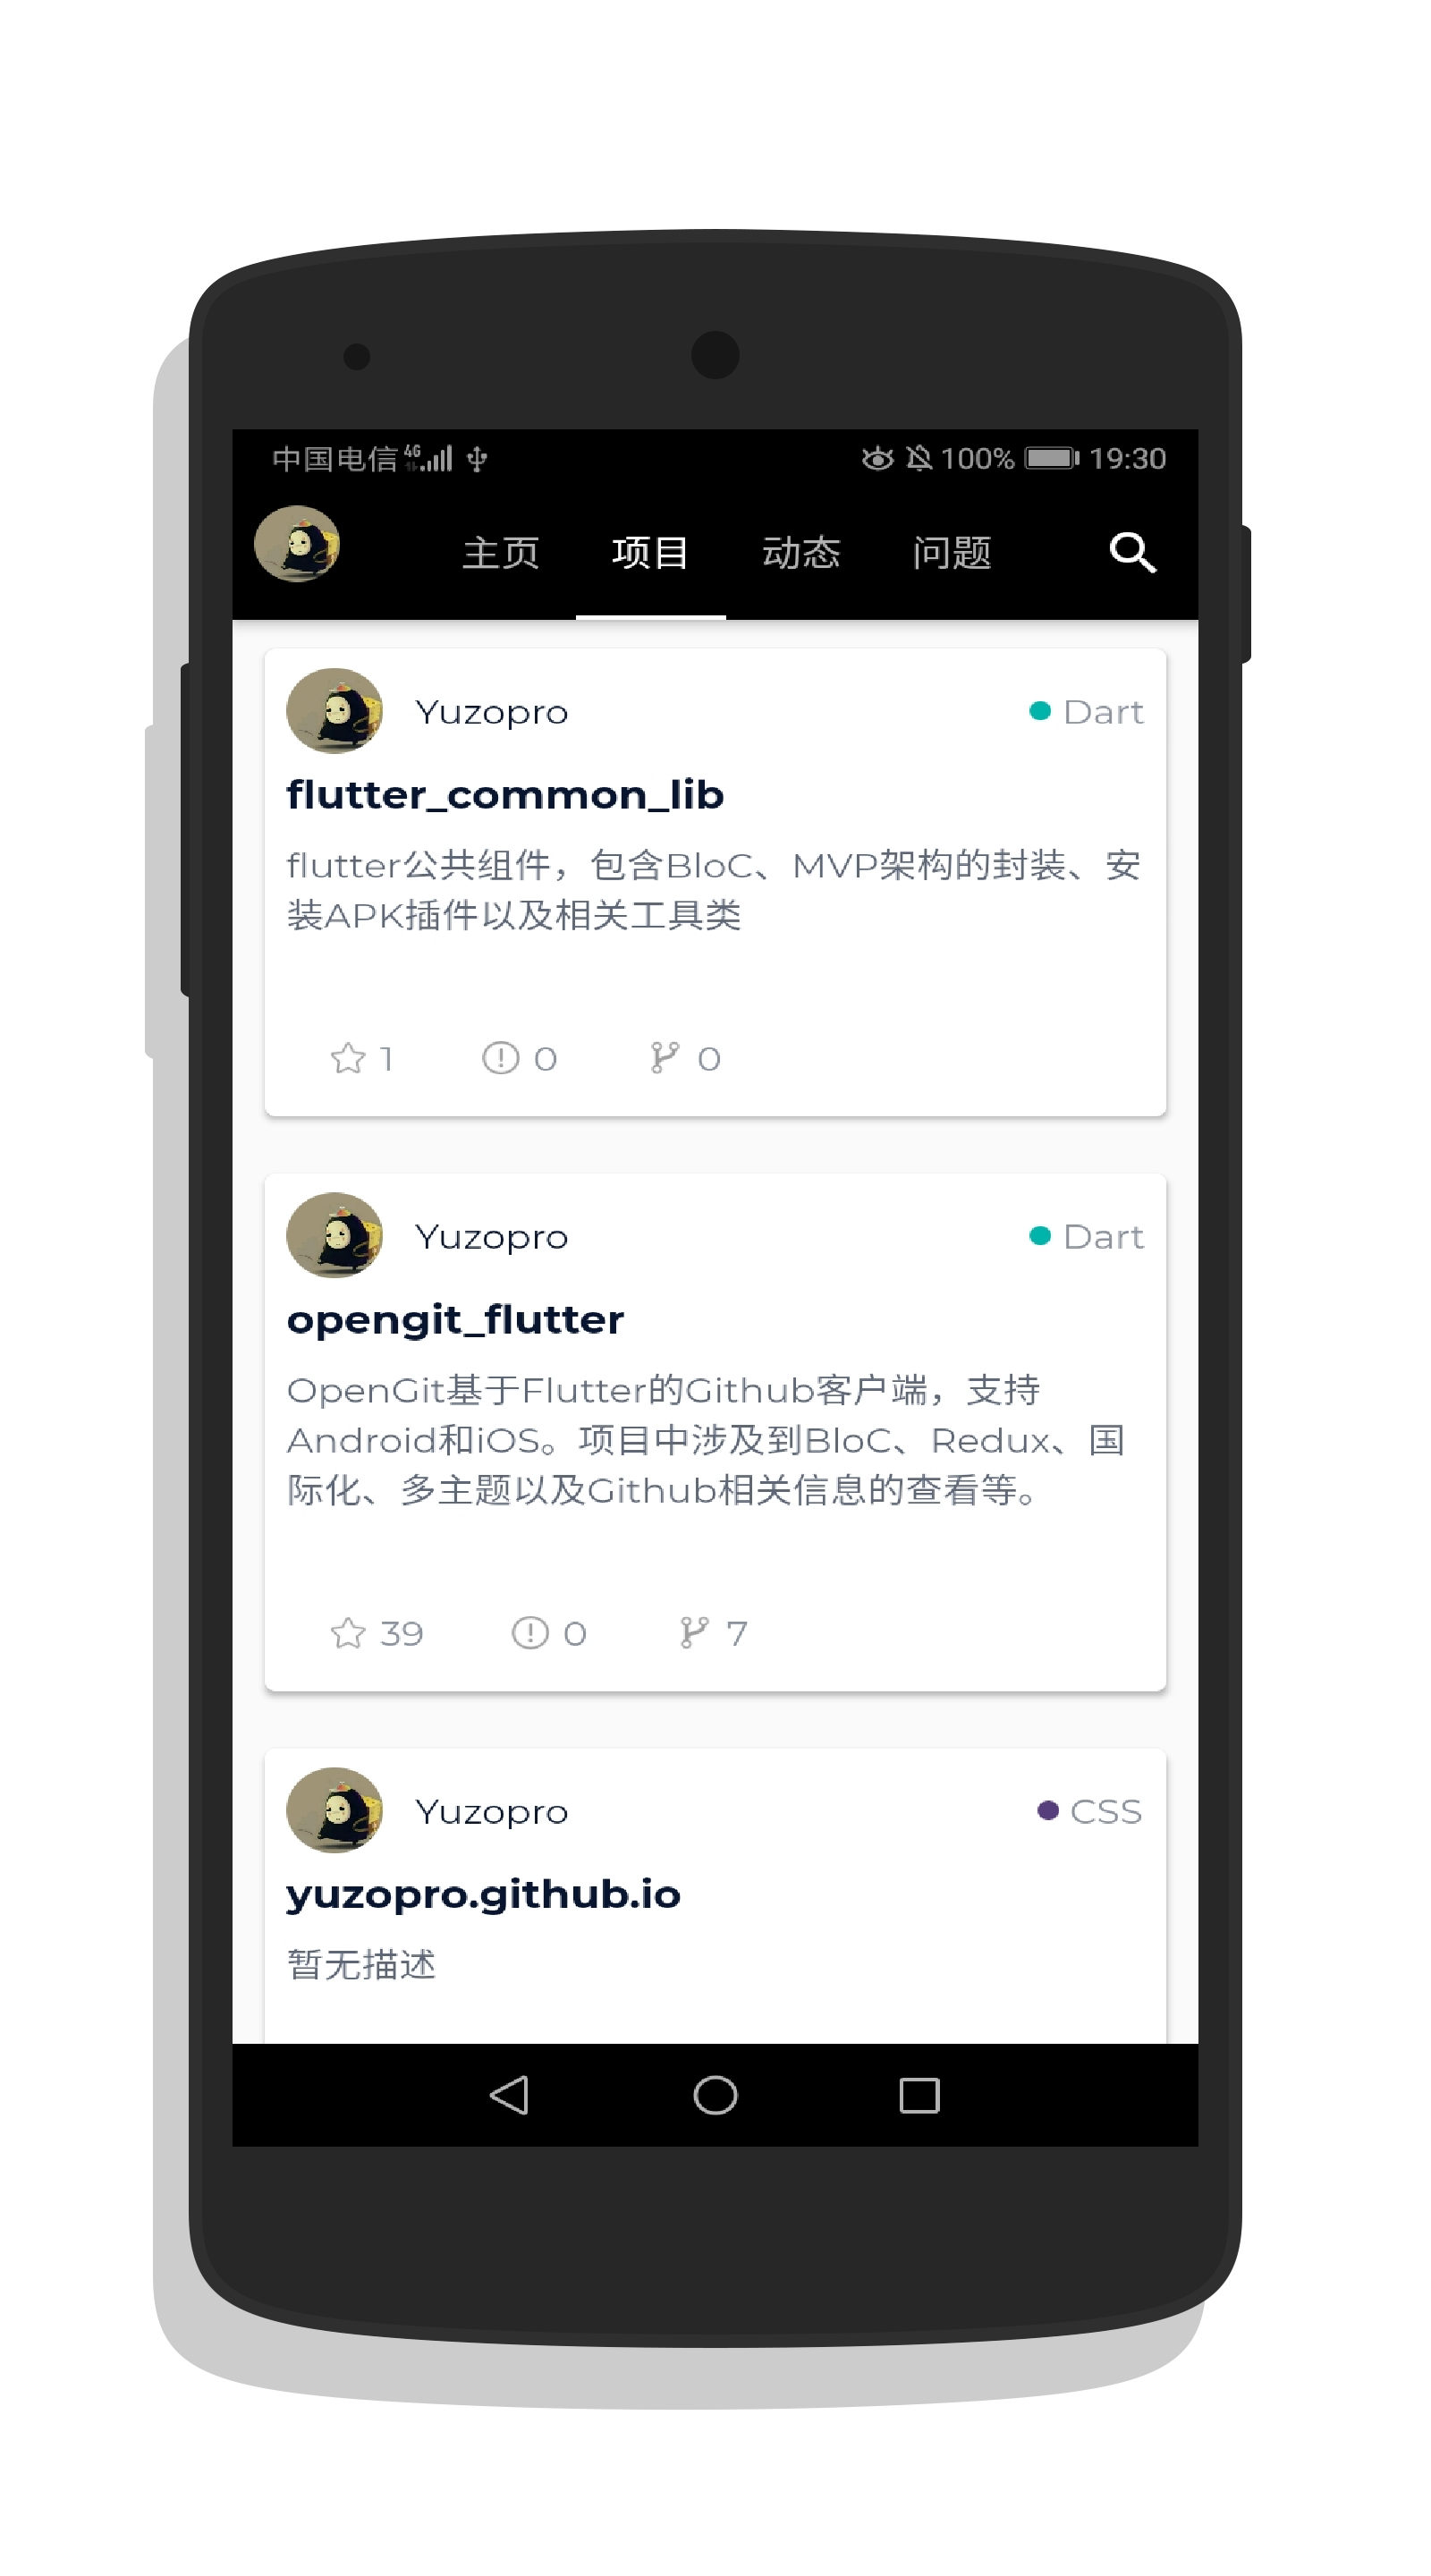 中国电信 4G 100% 19:30
主页 项目 动态 问题
Yuzopro Dart
flutter_common_lib
flutter公共组件，包含BloC、MVP架构的封装、安
装APK插件以及相关工具类
1 0 0
Yuzopro Dart
opengit_flutter
OpenGit基于Flutter的Github客户端，支持
Android和iOS。项目中涉及到BloC、Redux、国
际化、多主题以及Github相关信息的查看等。
39 0 7
Yuzopro CSS
yuzopro.github.io
暂无描述